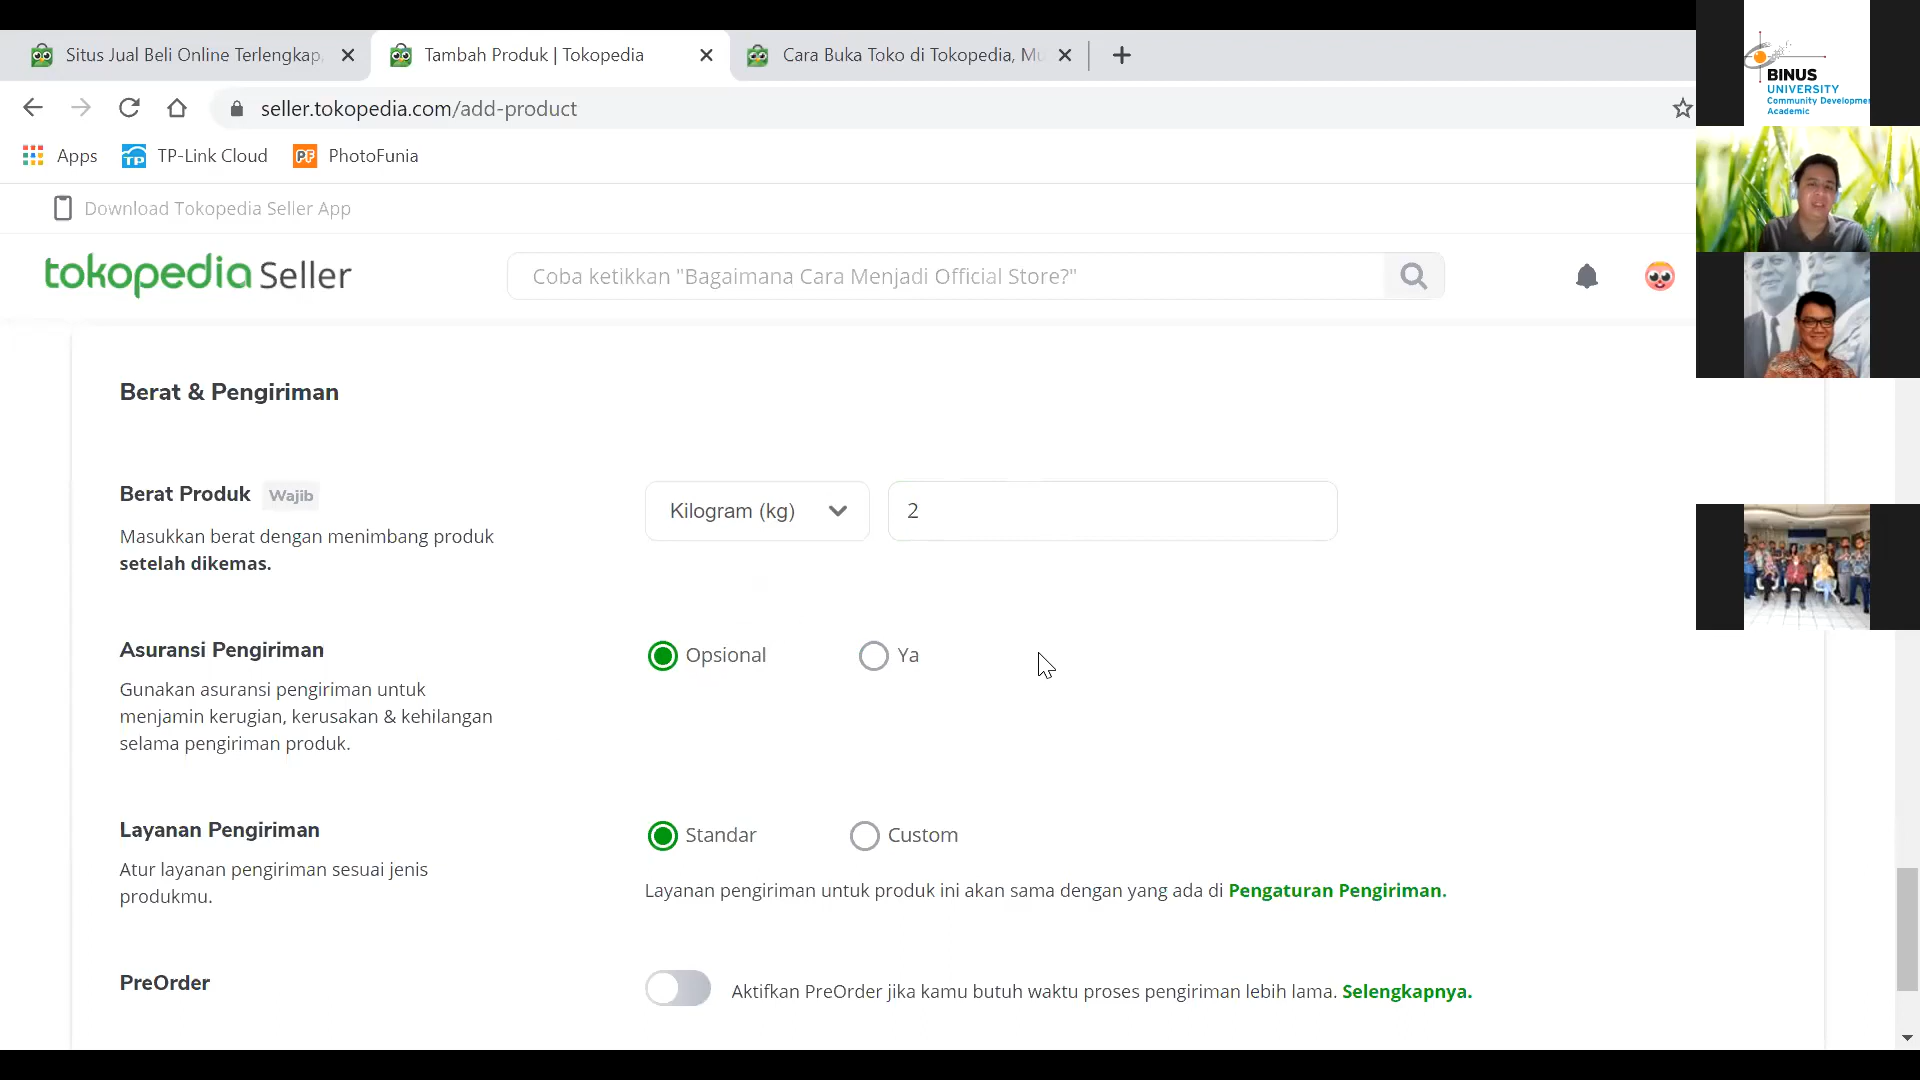 Situs Jual Beli Online Terlengkap,
Tambah Produk | Tokopedia
Cara Buka Toko di Tokopedia, Mu
seller.tokopedia.com/add-product
Apps
TP-Link Cloud
PF PhotoFunia
Download Tokopedia Seller App
tokopedia Seller
Coba ketikkan "Bagaimana Cara Menjadi Official Store?"
BINUS
UNIVERSITY
Community Developme
Academic
Berat & Pengiriman
Berat Produk Wajib
Masukkan berat dengan menimbang produk
setelah dikemas.
Kilogram (kg)
2
Asuransi Pengiriman
Gunakan asuransi pengiriman untuk
menjamin kerugian, kerusakan & kehilangan
selama pengiriman produk.
Opsional
Ya
Layanan Pengiriman
Atur layanan pengiriman sesuai jenis
produkmu.
Standar
Custom
Layanan pengiriman untuk produk ini akan sama dengan yang ada di Pengaturan Pengiriman.
PreOrder
Aktifkan PreOrder jika kamu butuh waktu proses pengiriman lebih lama. Selengkapnya.